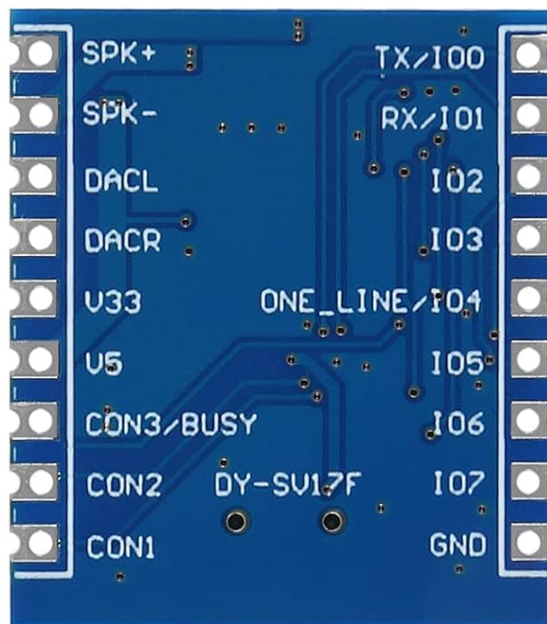 SPK+ TX/IO0
SPK- RX/IO1
DACL IO2
DACR IO3
V33 ONE_LINE/IO4
V5 IO5
CON3/BUSY IO6
CON2 DY-SV17F IO7
CON1 GND